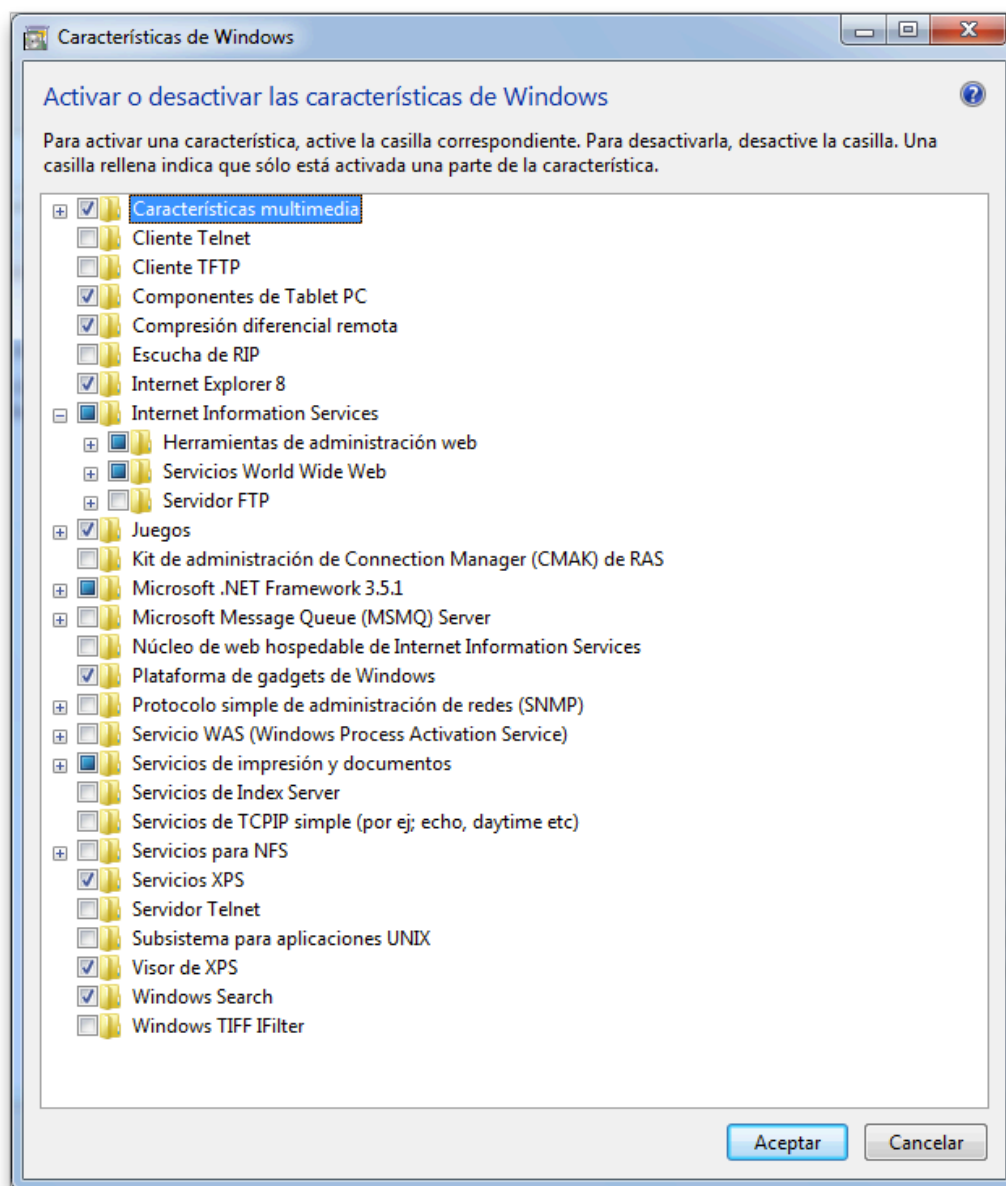 Características de Windows
Activar o desactivar las características de Windows
Para activar una característica, active la casilla correspondiente. Para desactivarla, desactive la casilla. Una
casilla rellena indica que sólo está activada una parte de la característica.
Características multimedia
Cliente Telnet
Cliente TFTP
Componentes de Tablet PC
Compresión diferencial remota
Escucha de RIP
Internet Explorer 8
Internet Information Services
Herramientas de administración web
Servicios World Wide Web
Servidor FTP
Juegos
Kit de administración de Connection Manager (CMAK) de RAS
Microsoft .NET Framework 3.5.1
Microsoft Message Queue (MSMQ) Server
Núcleo de web hospedable de Internet Information Services
Plataforma de gadgets de Windows
Protocolo simple de administración de redes (SNMP)
Servicio WAS (Windows Process Activation Service)
Servicios de impresión y documentos
Servicios de Index Server
Servicios de TCPIP simple (por ej; echo, daytime etc)
Servicios para NFS
Servicios XPS
Servidor Telnet
Subsistema para aplicaciones UNIX
Visor de XPS
Windows Search
Windows TIFF IFilter
Aceptar Cancelar